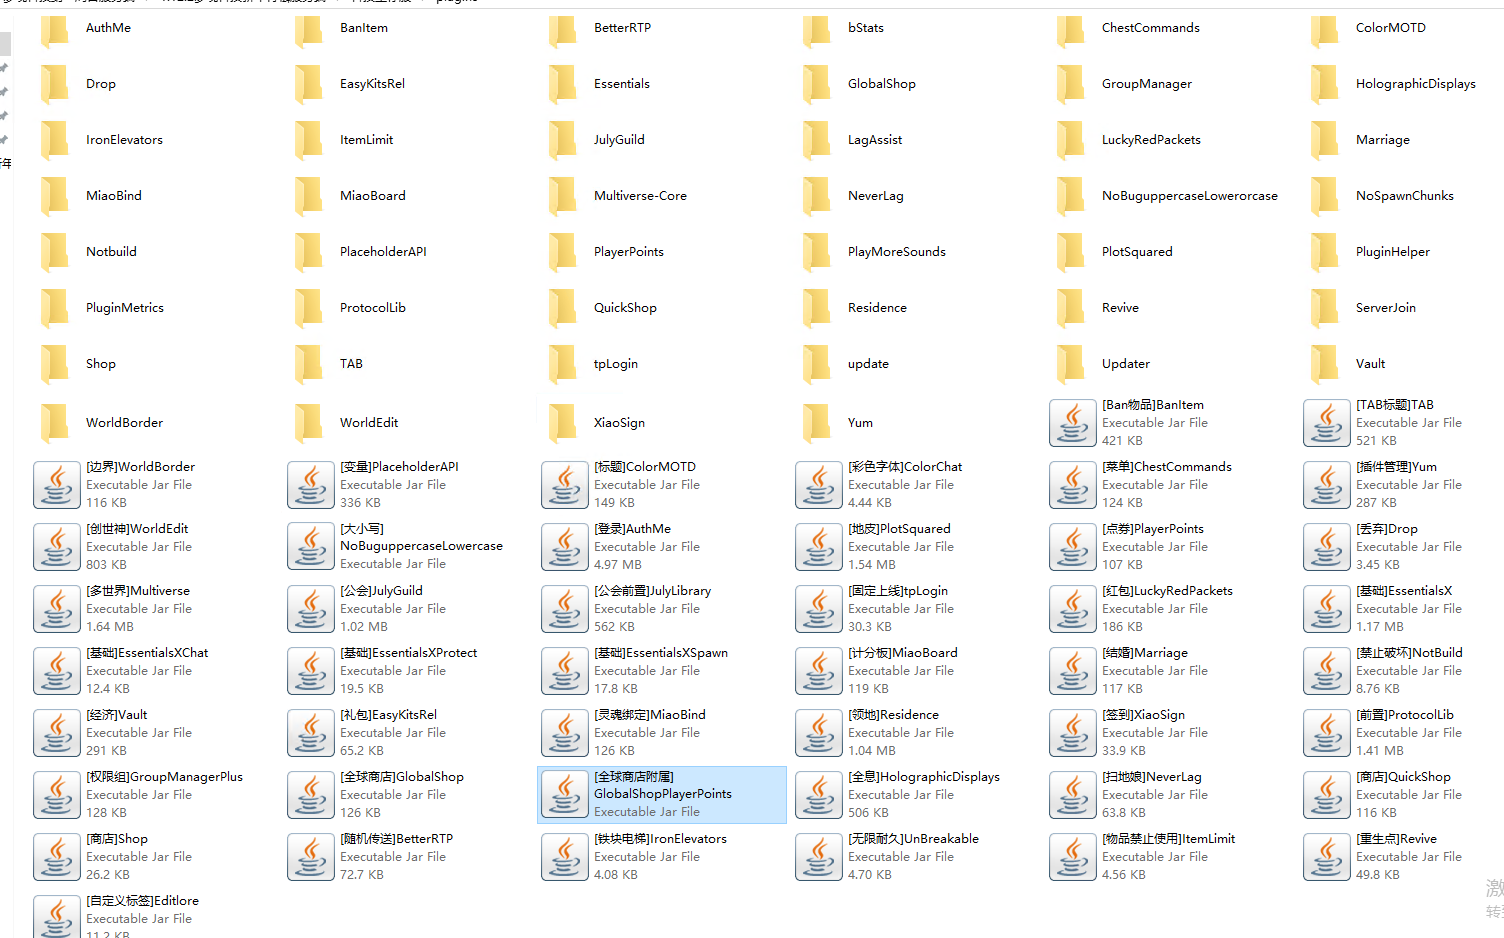 plugins
AuthMe
BanItem
BetterRTP
bStats
ChestCommands
ColorMOTD
Drop
EasyKitsRel
Essentials
GlobalShop
GroupManager
HolographicDisplays
IronElevators
ItemLimit
JulyGuild
LagAssist
LuckyRedPackets
Marriage
MiaoBind
MiaoBoard
Multiverse-Core
NeverLag
NoBuguppercaseLowerorcase
NoSpawnChunks
Notbuild
PlaceholderAPI
PlayerPoints
PlayMoreSounds
PlotSquared
PluginHelper
PluginMetrics
ProtocolLib
QuickShop
Residence
Revive
ServerJoin
Shop
TAB
tpLogin
update
Updater
Vault
WorldBorder
WorldEdit
XiaoSign
Yum
[Ban物品]BanItem
Executable Jar File
421 KB
[TAB标题]TAB
Executable Jar File
521 KB
[边界]WorldBorder
Executable Jar File
116 KB
[变量]PlaceholderAPI
Executable Jar File
336 KB
[标题]ColorMOTD
Executable Jar File
149 KB
[彩色字体]ColorChat
Executable Jar File
4.44 KB
[菜单]ChestCommands
Executable Jar File
124 KB
[插件管理]Yum
Executable Jar File
287 KB
[创世神]WorldEdit
Executable Jar File
803 KB
[大小写]
NoBuguppercaseLowercase
Executable Jar File
[登录]AuthMe
Executable Jar File
4.97 MB
[地皮]PlotSquared
Executable Jar File
1.54 MB
[点券]PlayerPoints
Executable Jar File
107 KB
[丢弃]Drop
Executable Jar File
3.45 KB
[多世界]Multiverse
Executable Jar File
1.64 MB
[公会]JulyGuild
Executable Jar File
1.02 MB
[公会前置]JulyLibrary
Executable Jar File
562 KB
[固定上线]tpLogin
Executable Jar File
30.3 KB
[红包]LuckyRedPackets
Executable Jar File
186 KB
[基础]EssentialsX
Executable Jar File
1.17 MB
[基础]EssentialsXChat
Executable Jar File
12.4 KB
[基础]EssentialsXProtect
Executable Jar File
19.5 KB
[基础]EssentialsXSpawn
Executable Jar File
17.8 KB
[计分板]MiaoBoard
Executable Jar File
119 KB
[结婚]Marriage
Executable Jar File
117 KB
[禁止破坏]NotBuild
Executable Jar File
8.76 KB
[经济]Vault
Executable Jar File
291 KB
[礼包]EasyKitsRel
Executable Jar File
65.2 KB
[灵魂绑定]MiaoBind
Executable Jar File
126 KB
[领地]Residence
Executable Jar File
1.04 MB
[签到]XiaoSign
Executable Jar File
33.9 KB
[前置]ProtocolLib
Executable Jar File
1.41 MB
[权限组]GroupManagerPlus
Executable Jar File
128 KB
[全球商店]GlobalShop
Executable Jar File
126 KB
[全球商店附属]
GlobalShopPlayerPoints
Executable Jar File
[全息]HolographicDisplays
Executable Jar File
506 KB
[扫地娘]NeverLag
Executable Jar File
63.8 KB
[商店]QuickShop
Executable Jar File
116 KB
[商店]Shop
Executable Jar File
26.2 KB
[随机传送]BetterRTP
Executable Jar File
72.7 KB
[铁块电梯]IronElevators
Executable Jar File
4.08 KB
[无限耐久]UnBreakable
Executable Jar File
4.70 KB
[物品禁止使用]ItemLimit
Executable Jar File
4.56 KB
[重生点]Revive
Executable Jar File
49.8 KB
[自定义标签]Editlore
Executable Jar File
11.2 KB
激
转到